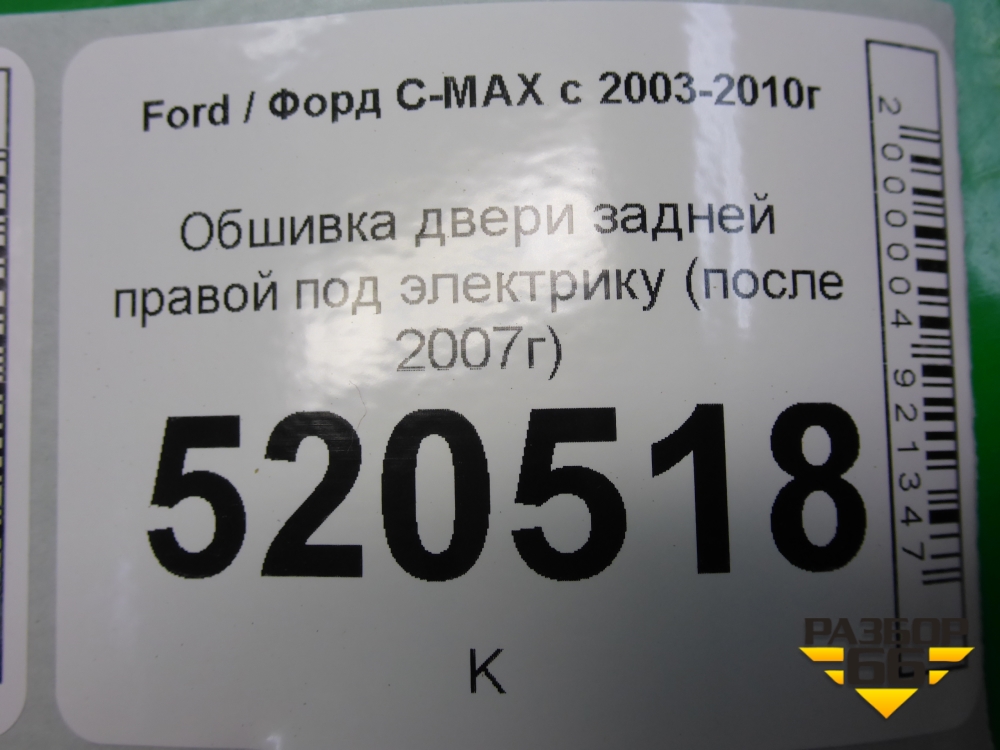 Ford / Форд C-MAX с 2003-2010г
Обшивка двери задней
правой под электрику (после
2007г)
520518
К
2000004921347
РАЗБОР
66